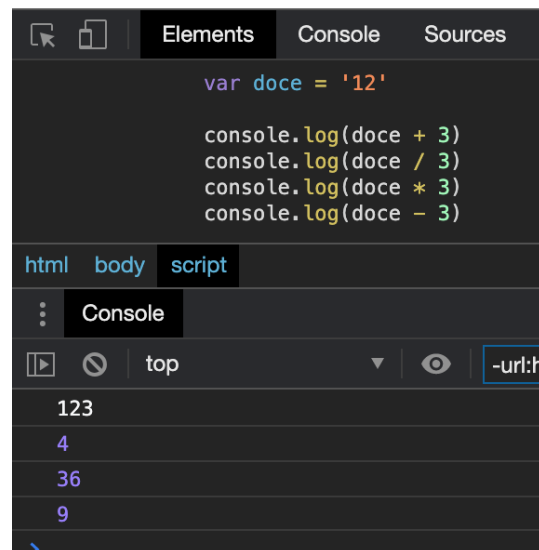 Elements Console Sources
var doce = '12'
console.log(doce + 3)
console.log(doce / 3)
console.log(doce * 3)
console.log(doce - 3)
html body script
Console
top -url:h
123
4
36
9